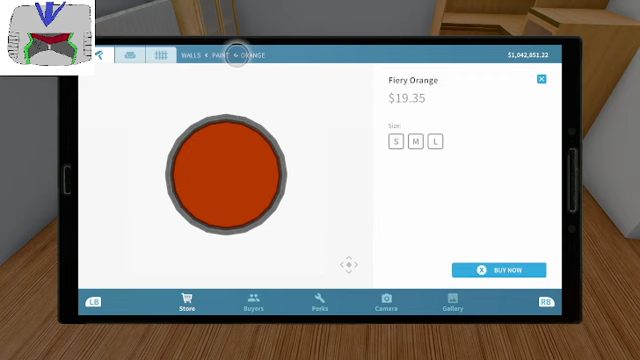 WALLS < PAINT < ORANGE
$1,042,851.22
Fiery Orange
$19.35
Size:
S M L
X BUY NOW
LB Store Buyers Perks Camera Gallery RB